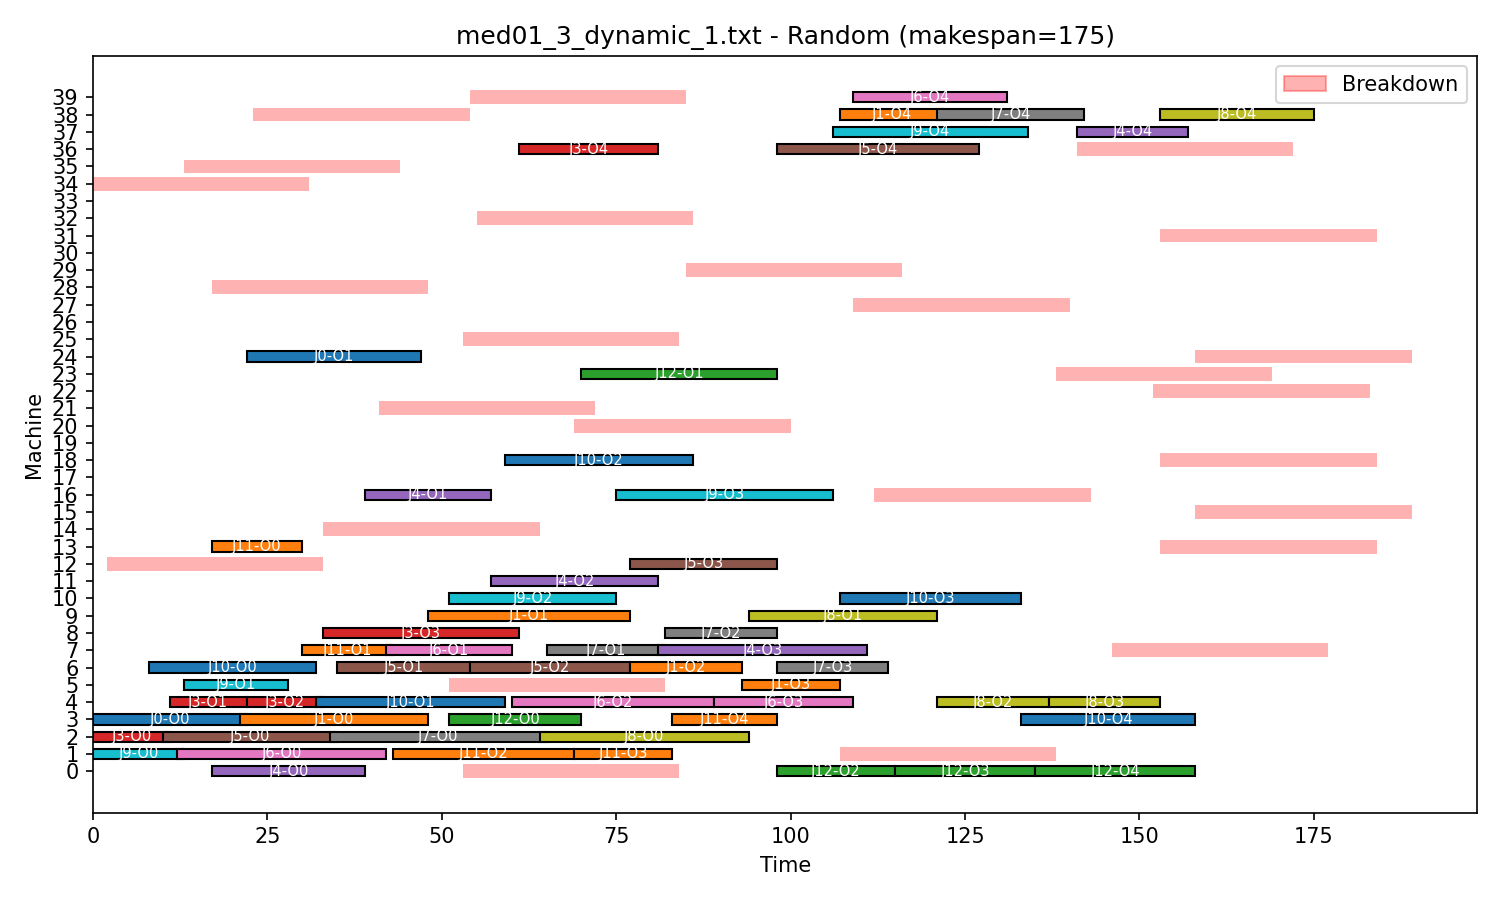 med01_3_dynamic_1.txt - Random (makespan=175)
Breakdown
Machine
39 J6-O4
38 J1-O4 J7-O4 J8-O4
37 J9-O4 J4-O4
36 J3-O4 J5-O4
35
34
33
32
31
30
29
28
27
26
25
24 J0-O1
23 J12-O1
22
21
20
19
18 J10-O2
17
16 J4-O1 J9-O3
15
14
13 J11-O0
12 J5-O3
11 J4-O2
10 J9-O2 J10-O3
9 J1-O1 J8-O1
8 J3-O3 J7-O2
7 J11-O1 J6-O1 J7-O1 J4-O3
6 J10-O0 J5-O1 J5-O2 J1-O2 J7-O3
5 J9-O1 J1-O3
4 J3-O1 J3-O2 J10-O1 J6-O2 J6-O3 J8-O2 J8-O3
3 J0-O0 J1-O0 J12-O0 J11-O4 J10-O4
2 J3-O0 J5-O0 J7-O0 J8-O0
1 J9-O0 J6-O0 J11-O2 J11-O3
0 J4-O0 J12-O2 J12-O3 J12-O4
0 25 50 75 100 125 150 175
Time